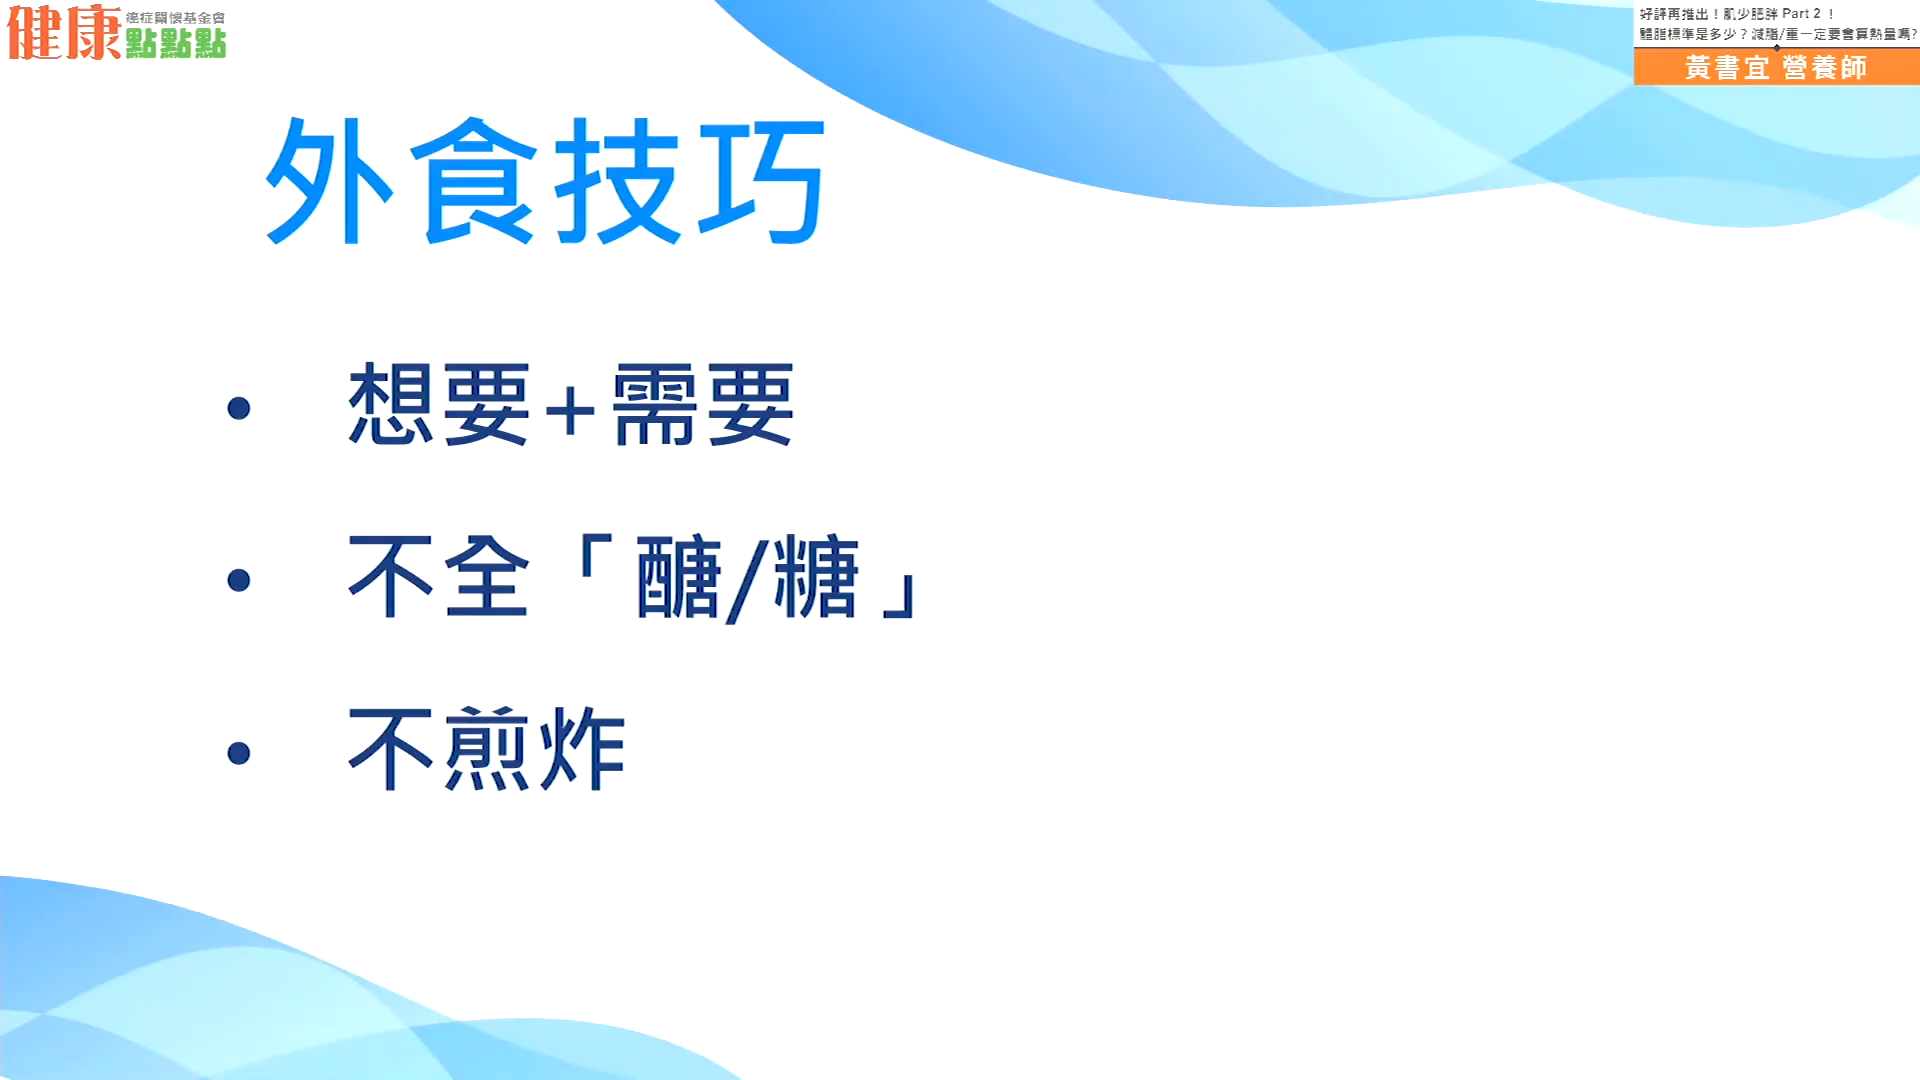 健康點點點
癌症關懷基金會
好評再推出！肌少肥胖 Part 2 ！
體脂標準是多少？減脂/重一定要會算熱量嗎?
黃書宜 營養師
外食技巧
• 想要+需要
• 不全「醣/糖」
• 不煎炸